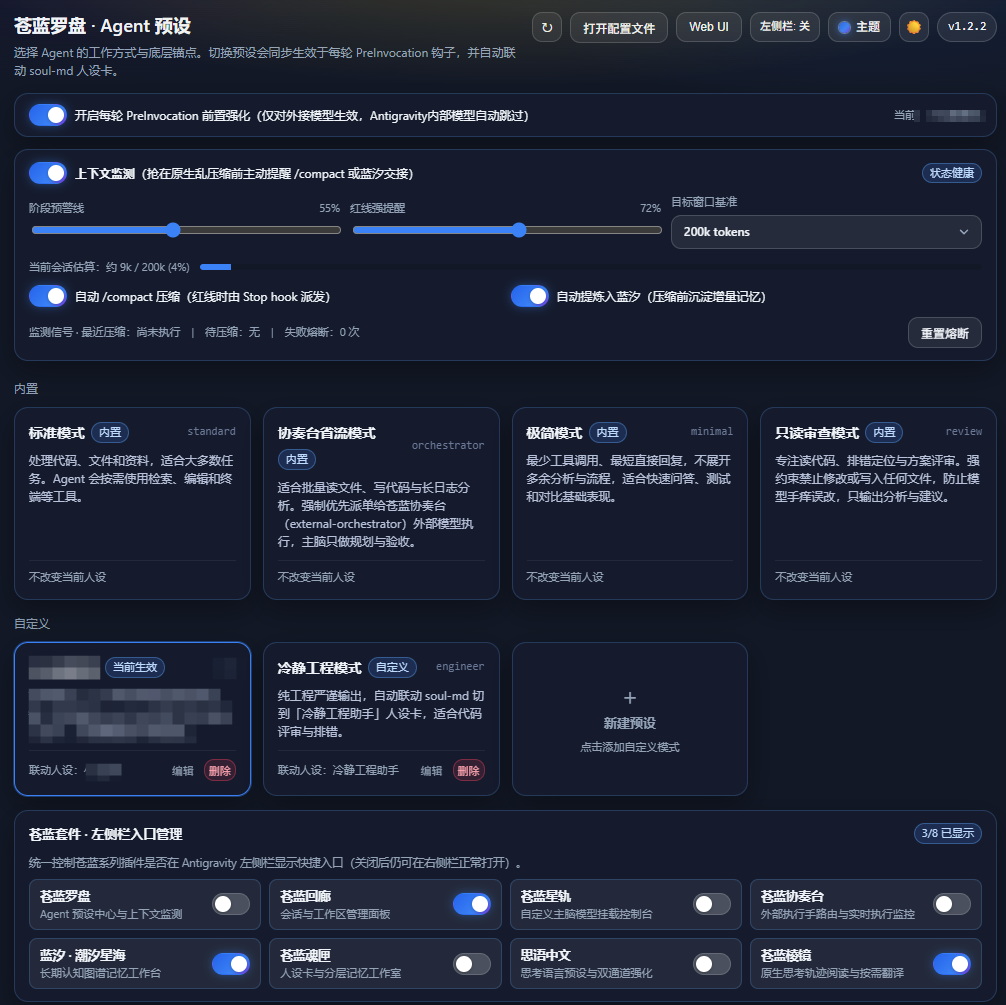 苍蓝罗盘 · Agent 预设
↻
打开配置文件
Web UI
左侧栏: 关
主题
v1.2.2
选择 Agent 的工作方式与底层锚点。切换预设会同步生效于每轮 PreInvocation 钩子，并自动联
动 soul-md 人设卡。
开启每轮 PreInvocation 前置强化（仅对外接模型生效，Antigravity内部模型自动跳过）
当前
上下文监测（抢在原生乱压缩前主动提醒 /compact 或蓝汐交接）
状态健康
阶段预警线
55%
红线强提醒
72%
目标窗口基准
200k tokens
当前会话估算：约 9k / 200k (4%)
自动 /compact 压缩（红线时由 Stop hook 派发）
自动提炼入蓝汐（压缩前沉淀增量记忆）
监测信号 · 最近压缩：尚未执行 | 待压缩：无 | 失败熔断：0 次
重置熔断
内置
标准模式
内置
standard
处理代码、文件和资料，适合大多数任
务。Agent 会按需使用检索、编辑和终
端等工具。
不改变当前人设
协奏台省流模式
orchestrator
内置
适合批量读文件、写代码与长日志分
析。强制优先派单给苍蓝协奏台
（external-orchestrator）外部模型执
行，主脑只做规划与验收。
不改变当前人设
极简模式
内置
minimal
最少工具调用、最短直接回复，不展开
多余分析与流程，适合快速问答、测试
和对比基础表现。
不改变当前人设
只读审查模式
内置
review
专注读代码、排错定位与方案评审。强
约束禁止修改或写入任何文件，防止模
型手痒误改，只输出分析与建议。
不改变当前人设
自定义
当前生效
联动人设：
编辑
删除
冷静工程模式
自定义
engineer
纯工程严谨输出，自动联动 soul-md 切
到「冷静工程助手」人设卡，适合代码
评审与排错。
联动人设：冷静工程助手
编辑
删除
+
新建预设
点击添加自定义模式
苍蓝套件 · 左侧栏入口管理
3/8 已显示
统一控制苍蓝系列插件是否在 Antigravity 左侧栏显示快捷入口（关闭后仍可在右侧栏正常打开）。
苍蓝罗盘
Agent 预设中心与上下文监测
苍蓝回廊
会话与工作区管理面板
苍蓝星轨
自定义主脑模型挂载控制台
苍蓝协奏台
外部执行手路由与实时执行监控
蓝汐 · 潮汐星海
长期认知图谱记忆工作台
苍蓝魂匣
人设卡与分层记忆工作室
思语中文
思考语言预设与双通道强化
苍蓝棱镜
原生思考轨迹阅读与按需翻译